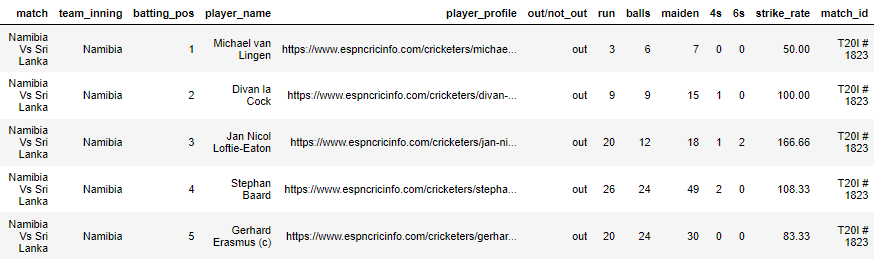 match team_inning batting_pos player_name player_profile out/not_out run balls maiden 4s 6s strike_rate match_id
Namibia Vs Sri Lanka Namibia 1 Michael van Lingen https://www.espncricinfo.com/cricketers/michae... out 3 6 7 0 0 50.00 T20I # 1823
Namibia Vs Sri Lanka Namibia 2 Divan la Cock https://www.espncricinfo.com/cricketers/divan-... out 9 9 15 1 0 100.00 T20I # 1823
Namibia Vs Sri Lanka Namibia 3 Jan Nicol Loftie-Eaton https://www.espncricinfo.com/cricketers/jan-ni... out 20 12 18 1 2 166.66 T20I # 1823
Namibia Vs Sri Lanka Namibia 4 Stephan Baard https://www.espncricinfo.com/cricketers/stepha... out 26 24 49 2 0 108.33 T20I # 1823
Namibia Vs Sri Lanka Namibia 5 Gerhard Erasmus (c) https://www.espncricinfo.com/cricketers/gerhar... out 20 24 30 0 0 83.33 T20I # 1823